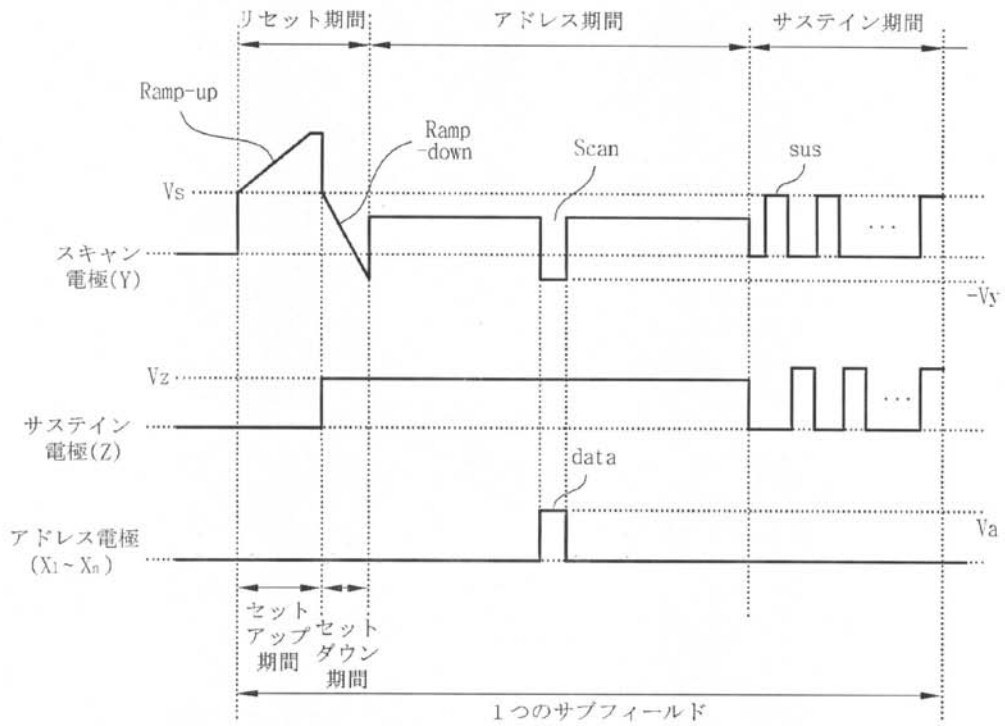 リセット期間
アドレス期間
サステイン期間
Ramp-up
Ramp
-down
Scan
sus
Vs
スキャン
電極(Y)
-Vy
Vz
サステイン
電極(Z)
data
アドレス電極
(X1~Xn)
Va
セット
アップ
期間
セット
ダウン
期間
1つのサブフィールド